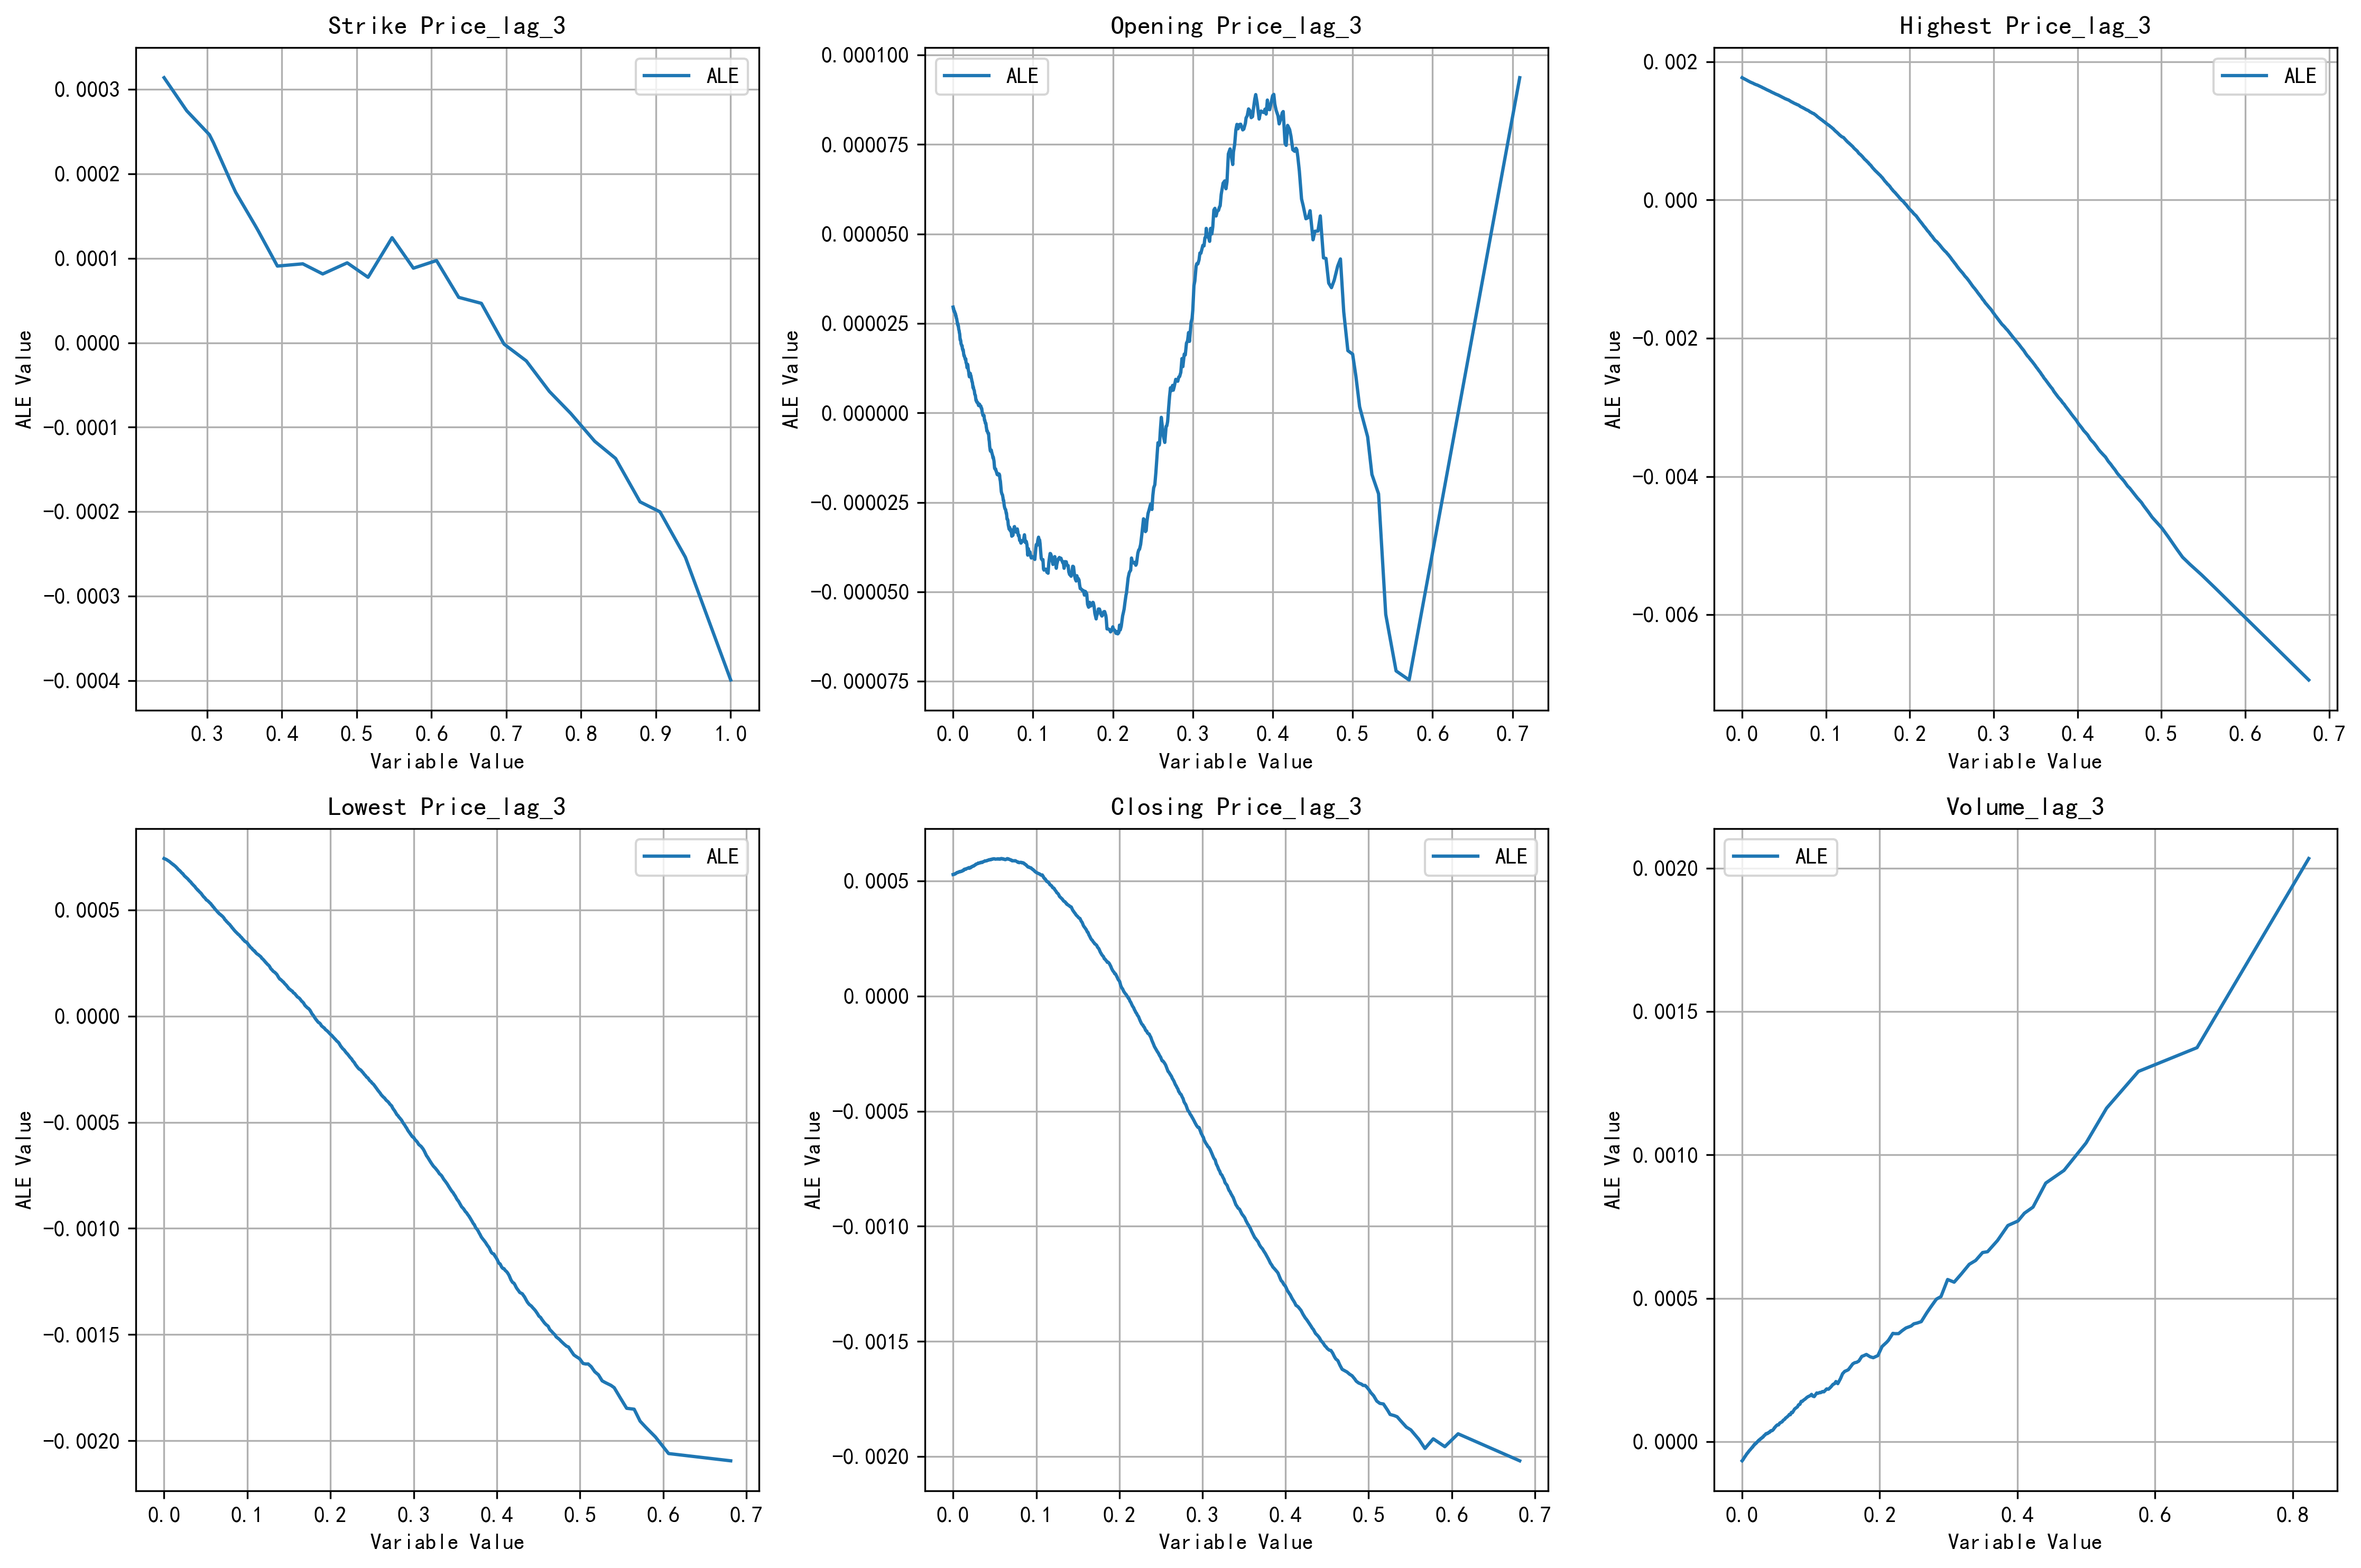 Strike Price_lag_3
ALE
ALE Value
0.0003
0.0002
0.0001
0.0000
-0.0001
-0.0002
-0.0003
-0.0004
0.3 0.4 0.5 0.6 0.7 0.8 0.9 1.0
Variable Value
Opening Price_lag_3
ALE
ALE Value
0.000100
0.000075
0.000050
0.000025
0.000000
-0.000025
-0.000050
-0.000075
0.0 0.1 0.2 0.3 0.4 0.5 0.6 0.7
Variable Value
Highest Price_lag_3
ALE
ALE Value
0.002
0.000
-0.002
-0.004
-0.006
0.0 0.1 0.2 0.3 0.4 0.5 0.6 0.7
Variable Value
Lowest Price_lag_3
ALE
ALE Value
0.0005
0.0000
-0.0005
-0.0010
-0.0015
-0.0020
0.0 0.1 0.2 0.3 0.4 0.5 0.6 0.7
Variable Value
Closing Price_lag_3
ALE
ALE Value
0.0005
0.0000
-0.0005
-0.0010
-0.0015
-0.0020
0.0 0.1 0.2 0.3 0.4 0.5 0.6 0.7
Variable Value
Volume_lag_3
ALE
ALE Value
0.0020
0.0015
0.0010
0.0005
0.0000
0.0 0.2 0.4 0.6 0.8
Variable Value